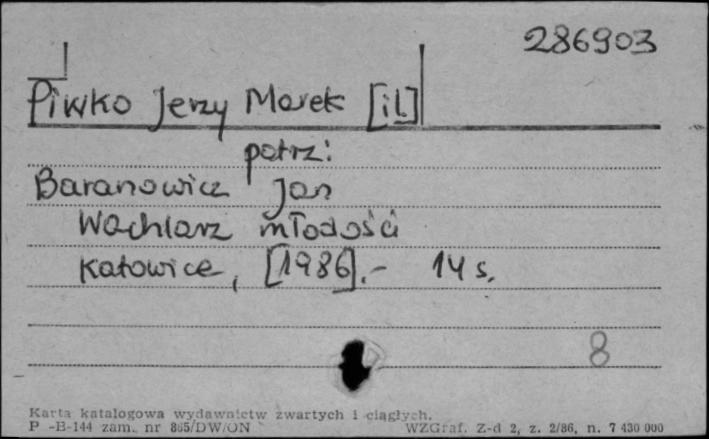 286903
Piwko Jerzy Marek [il.]
patrz:
Baranowicz Jan
Wachlarz młodości
Katowice, [1986].- 14 s.
8
Karta katalogowa wydawnictw zwartych i ciągłych.
P -B-144 zam. nr 865/DW/ON WZGraf. Z-d 2, z. 2/86, n. 7 430 000